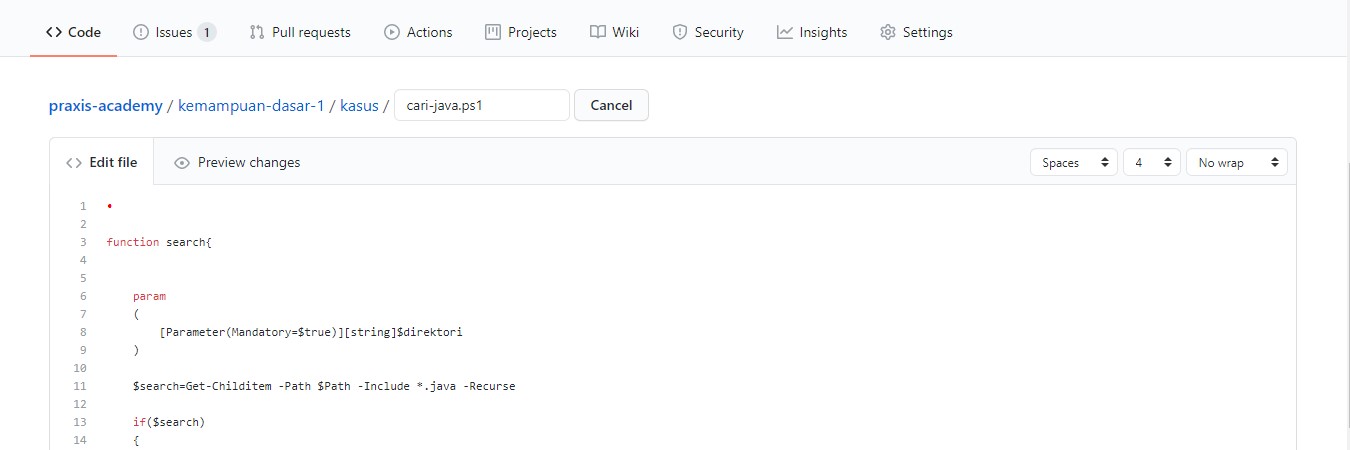 Code Issues 1 Pull requests Actions Projects Wiki Security Insights Settings
praxis-academy / kemampuan-dasar-1 / kasus / cari-java.ps1 Cancel
Edit file Preview changes Spaces 4 No wrap
1 •
2
3 function search{
4
5
6 param
7 (
8 [Parameter(Mandatory=$true)][string]$direktori
9 )
10
11 $search=Get-Childitem -Path $Path -Include *.java -Recurse
12
13 if($search)
14 {